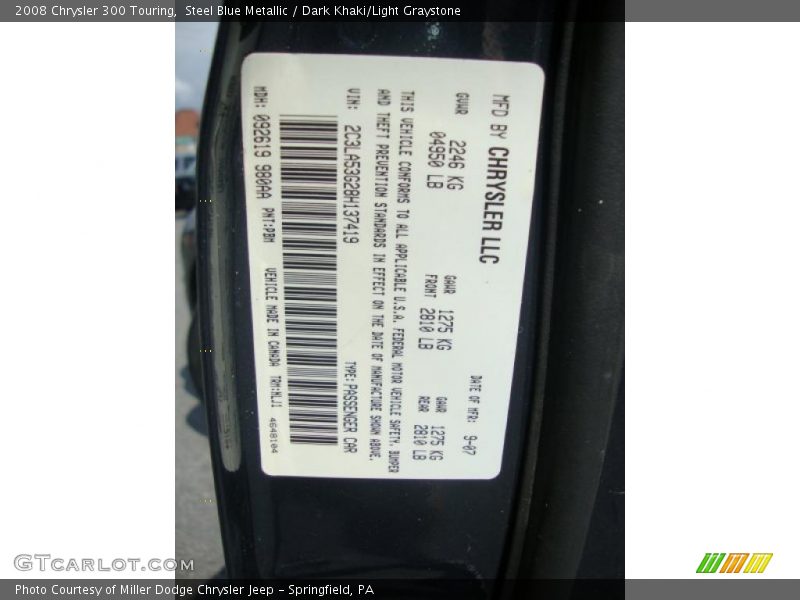 2008 Chrysler 300 Touring,  Steel Blue Metallic / Dark Khaki/Light Graystone
MFD BY CHRYSLER LLC
DATE OF MFR: 9-07
GVWR 2246 KG
04950 LB
GAWR FRONT 1275 KG
2810 LB
GAWR REAR 1275 KG
2810 LB
THIS VEHICLE CONFORMS TO ALL APPLICABLE U.S.A. FEDERAL MOTOR VEHICLE SAFETY, BUMPER
AND THEFT PREVENTION STANDARDS IN EFFECT ON THE DATE OF MANUFACTURE SHOWN ABOVE.
VIN: 2C3LA53G28H137419 TYPE: PASSENGER CAR
MDH: 092619 980AA PNT:PBM VEHICLE MADE IN CANADA TRM:MLJ1 4648104
GTCarLot.com
Photo Courtesy of Miller Dodge Chrysler Jeep - Springfield, PA